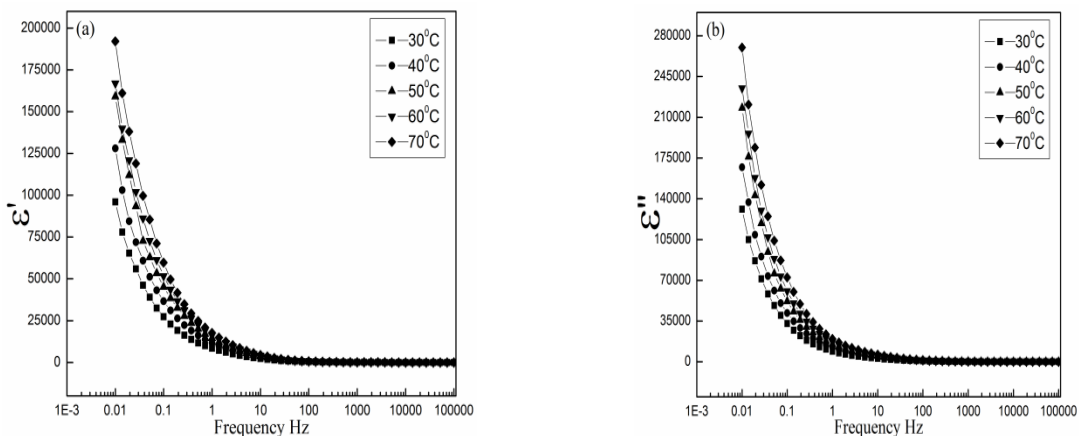 (a)
200000
175000
150000
125000
100000
75000
50000
25000
0
ε'
30⁰C
40⁰C
50⁰C
60⁰C
70⁰C
1E-3 0.01 0.1 1 10 100 1000 10000 100000
Frequency Hz
(b)
280000
245000
210000
175000
140000
105000
70000
35000
0
ε"
30⁰C
40⁰C
50⁰C
60⁰C
70⁰C
1E-3 0.01 0.1 1 10 100 1000 10000 100000
Frequency Hz